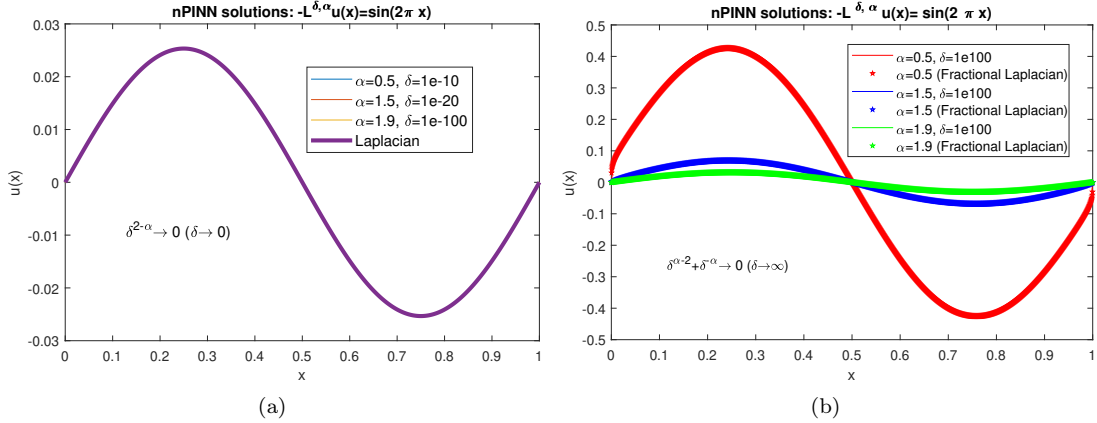 nPINN solutions: -L^δ,α u(x)=sin(2π x)
0.03
0.02
0.01
0
-0.01
-0.02
-0.03
u(x)
α=0.5, δ=1e-10
α=1.5, δ=1e-20
α=1.9, δ=1e-100
Laplacian
δ^2-α → 0 (δ→ 0)
0 0.1 0.2 0.3 0.4 0.5 0.6 0.7 0.8 0.9 1
x
(a)
nPINN solutions: -L^δ, α u(x)= sin(2 π x)
0.5
0.4
0.3
0.2
0.1
0
-0.1
-0.2
-0.3
-0.4
-0.5
u(x)
α=0.5, δ=1e100
α=0.5 (Fractional Laplacian)
α=1.5, δ=1e100
α=1.5 (Fractional Laplacian)
α=1.9, δ=1e100
α=1.9 (Fractional Laplacian)
δ^α-2+δ^-α → 0 (δ→∞)
0 0.1 0.2 0.3 0.4 0.5 0.6 0.7 0.8 0.9 1
x
(b)